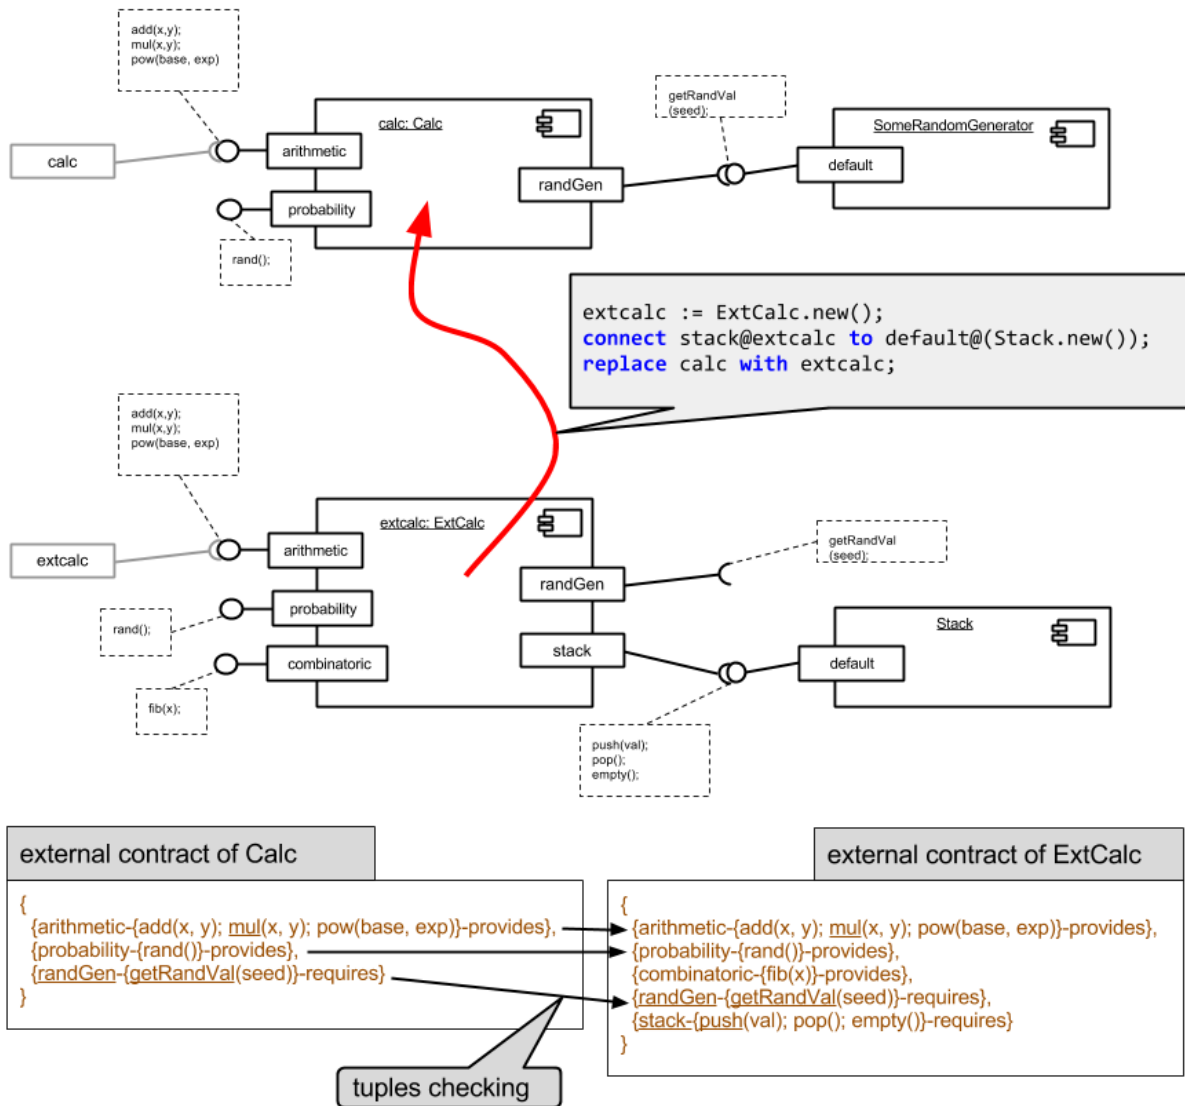 add(x,y);
mul(x,y);
pow(base, exp)
getRandVal
(seed);
calc: Calc
SomeRandomGenerator
calc
arithmetic
default
randGen
probability
rand();
extcalc := ExtCalc.new();
connect stack@extcalc to default@(Stack.new());
replace calc with extcalc;
add(x,y);
mul(x,y);
pow(base, exp)
extcalc: ExtCalc
getRandVal
(seed);
extcalc
arithmetic
randGen
probability
rand();
Stack
stack
combinatoric
default
fib(x);
push(val);
pop();
empty();
external contract of Calc
{
{arithmetic-{add(x, y); mul(x, y); pow(base, exp)}-provides},
{probability-{rand()}-provides},
{randGen-{getRandVal(seed)}-requires}
}
external contract of ExtCalc
{
{arithmetic-{add(x, y); mul(x, y); pow(base, exp)}-provides},
{probability-{rand()}-provides},
{combinatoric-{fib(x)}-provides},
{randGen-{getRandVal(seed)}-requires},
{stack-{push(val); pop(); empty()}-requires}
}
tuples checking